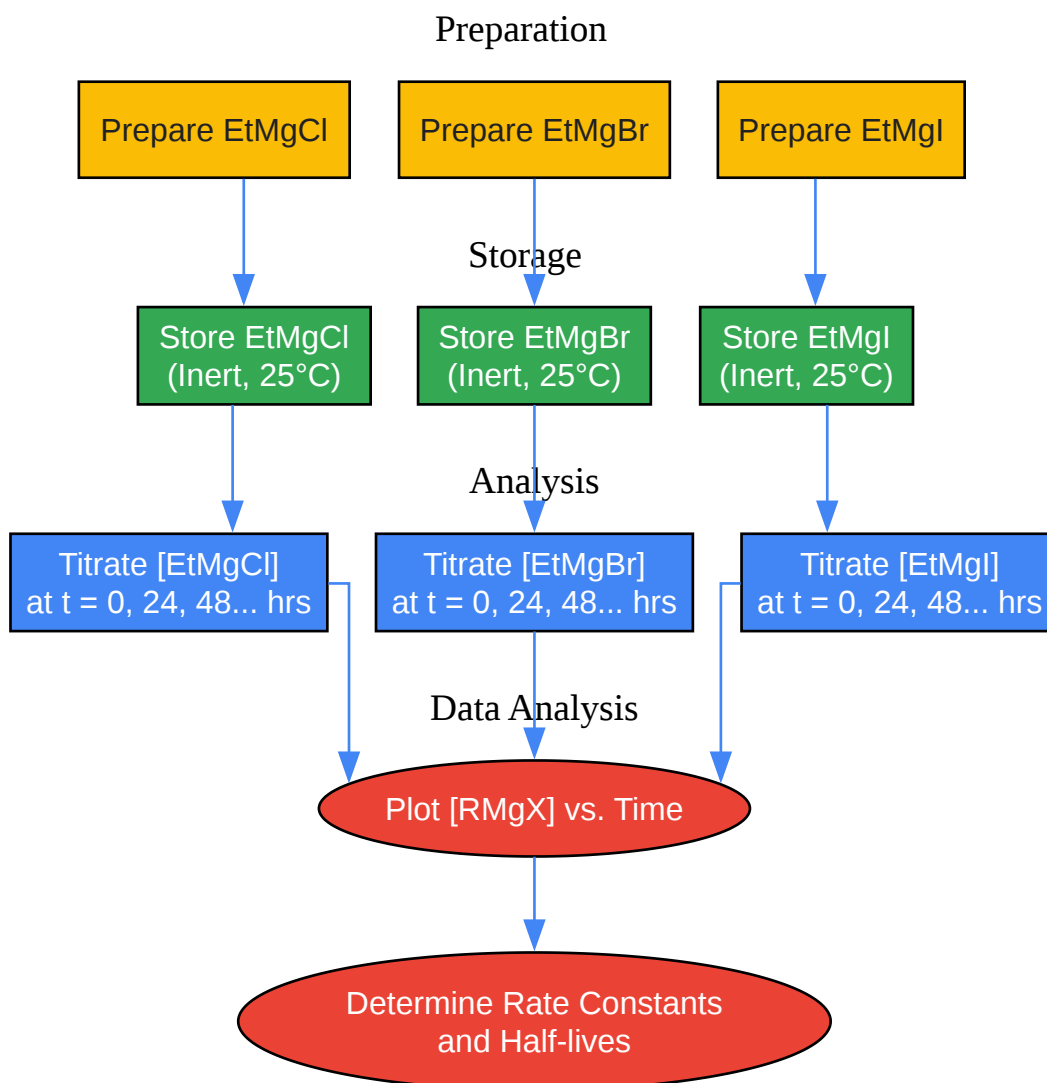 Preparation
Prepare EtMgCl
Prepare EtMgBr
Prepare EtMgI
Storage
Store EtMgCl
(Inert, 25°C)
Store EtMgBr
(Inert, 25°C)
Store EtMgI
(Inert, 25°C)
Analysis
Titrate [EtMgCl]
at t = 0, 24, 48... hrs
Titrate [EtMgBr]
at t = 0, 24, 48... hrs
Titrate [EtMgI]
at t = 0, 24, 48... hrs
Data Analysis
Plot [RMgX] vs. Time
Determine Rate Constants
and Half-lives